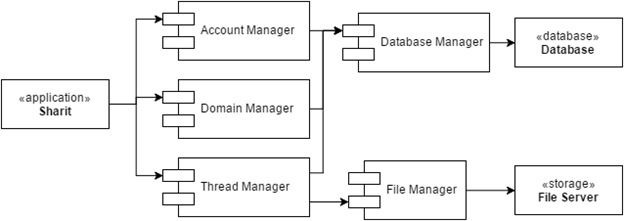 Account Manager
Database Manager
«database»
Database
«application»
Sharit
Domain Manager
Thread Manager
File Manager
«storage»
File Server